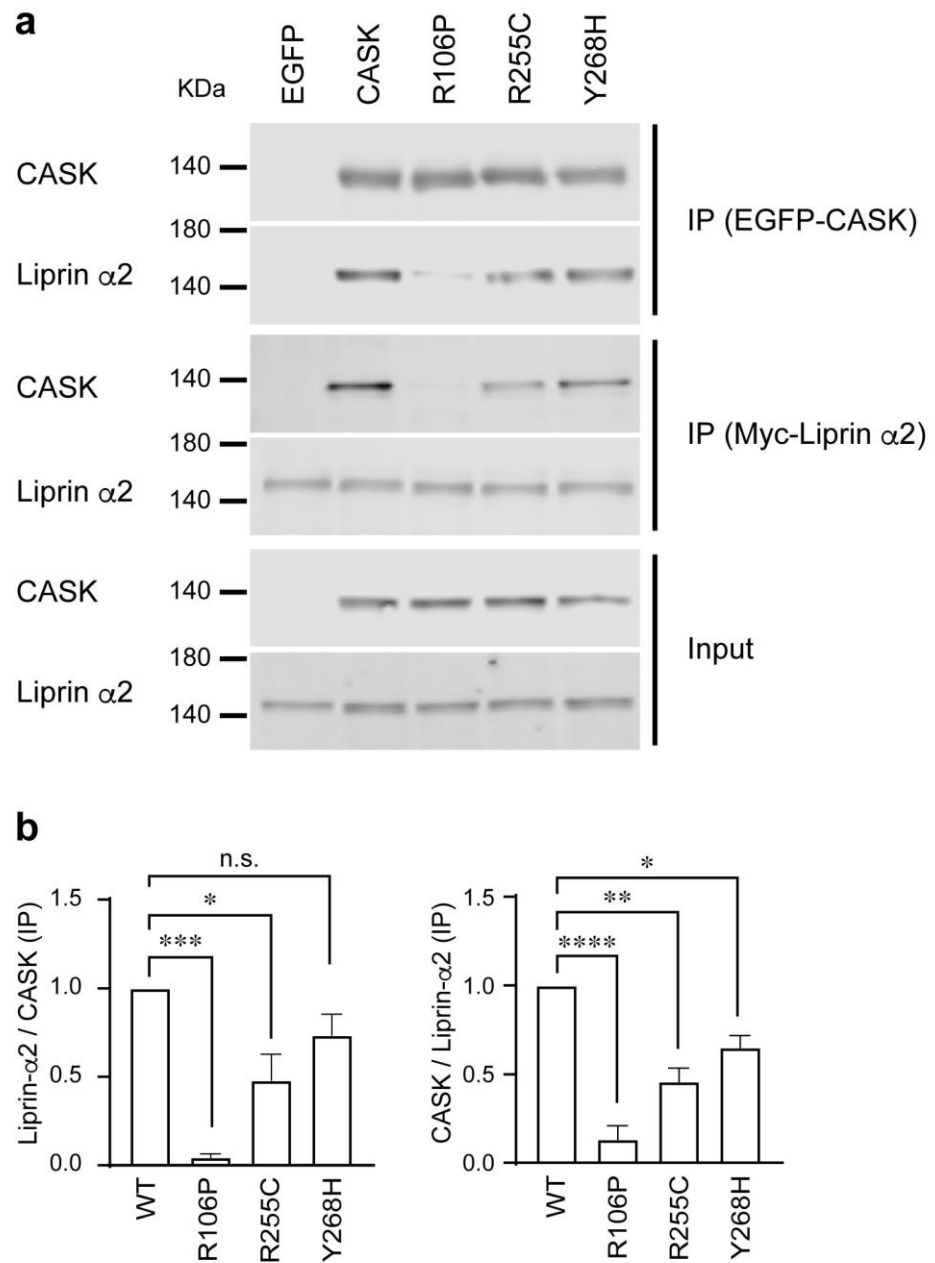 a
KDa
EGFP
CASK
R106P
R255C
Y268H
CASK
140
Liprin α2
180
140
IP (EGFP-CASK)
CASK
140
Liprin α2
180
140
IP (Myc-Liprin α2)
CASK
140
Liprin α2
180
140
Input
b
Liprin-α2 / CASK (IP)
1.5
1.0
0.5
0.0
n.s.
*
***
WT
R106P
R255C
Y268H
CASK / Liprin-α2 (IP)
1.5
1.0
0.5
0.0
*
**
****
WT
R106P
R255C
Y268H